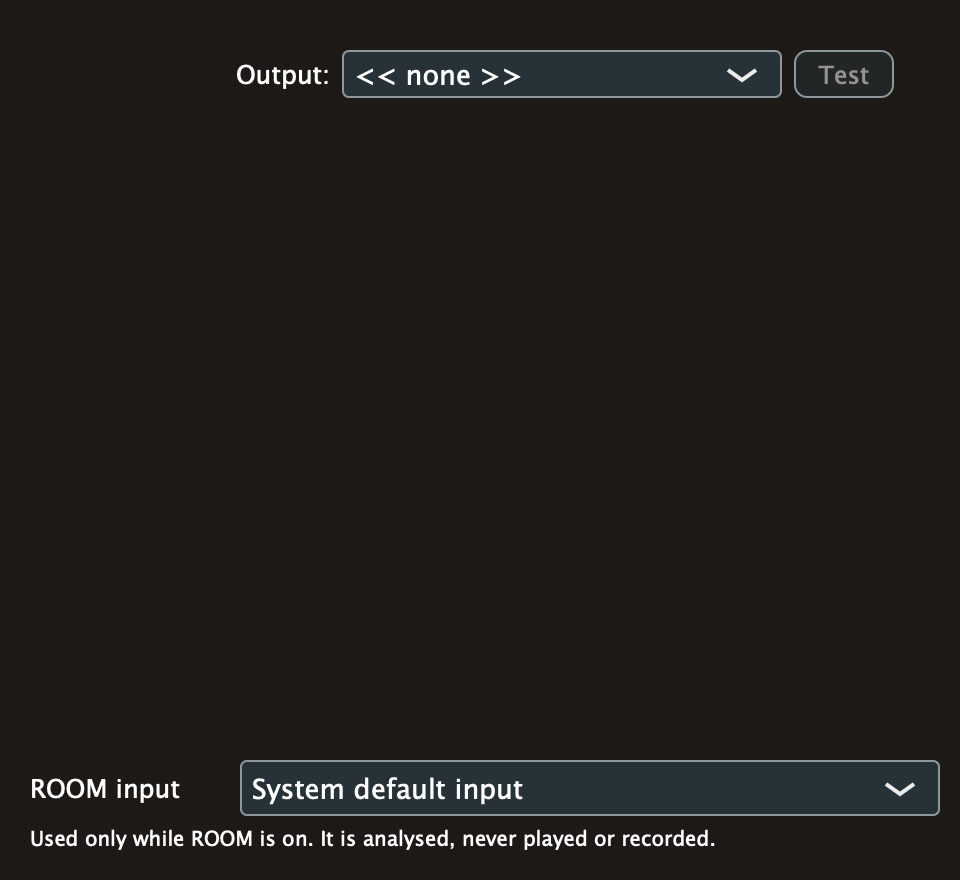 Output: << none >> Test
ROOM input System default input
Used only while ROOM is on. It is analysed, never played or recorded.